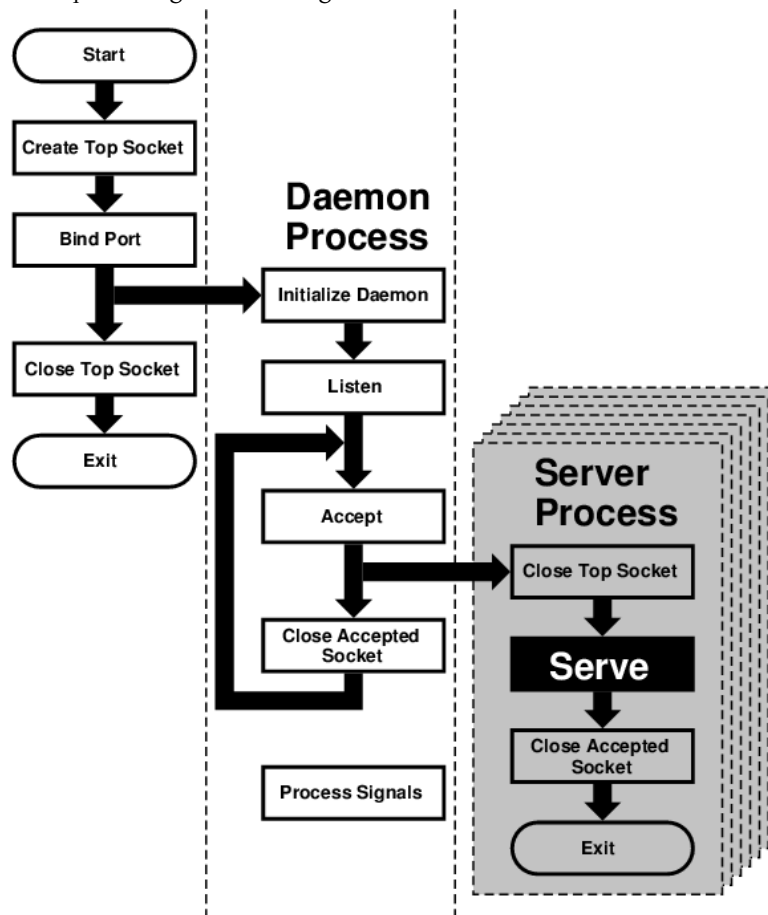 Start
Create Top Socket
Bind Port
Close Top Socket
Exit
Daemon
Process
Initialize Daemon
Listen
Accept
Close Accepted
Socket
Process Signals
Server
Process
Close Top Socket
Serve
Close Accepted
Socket
Exit